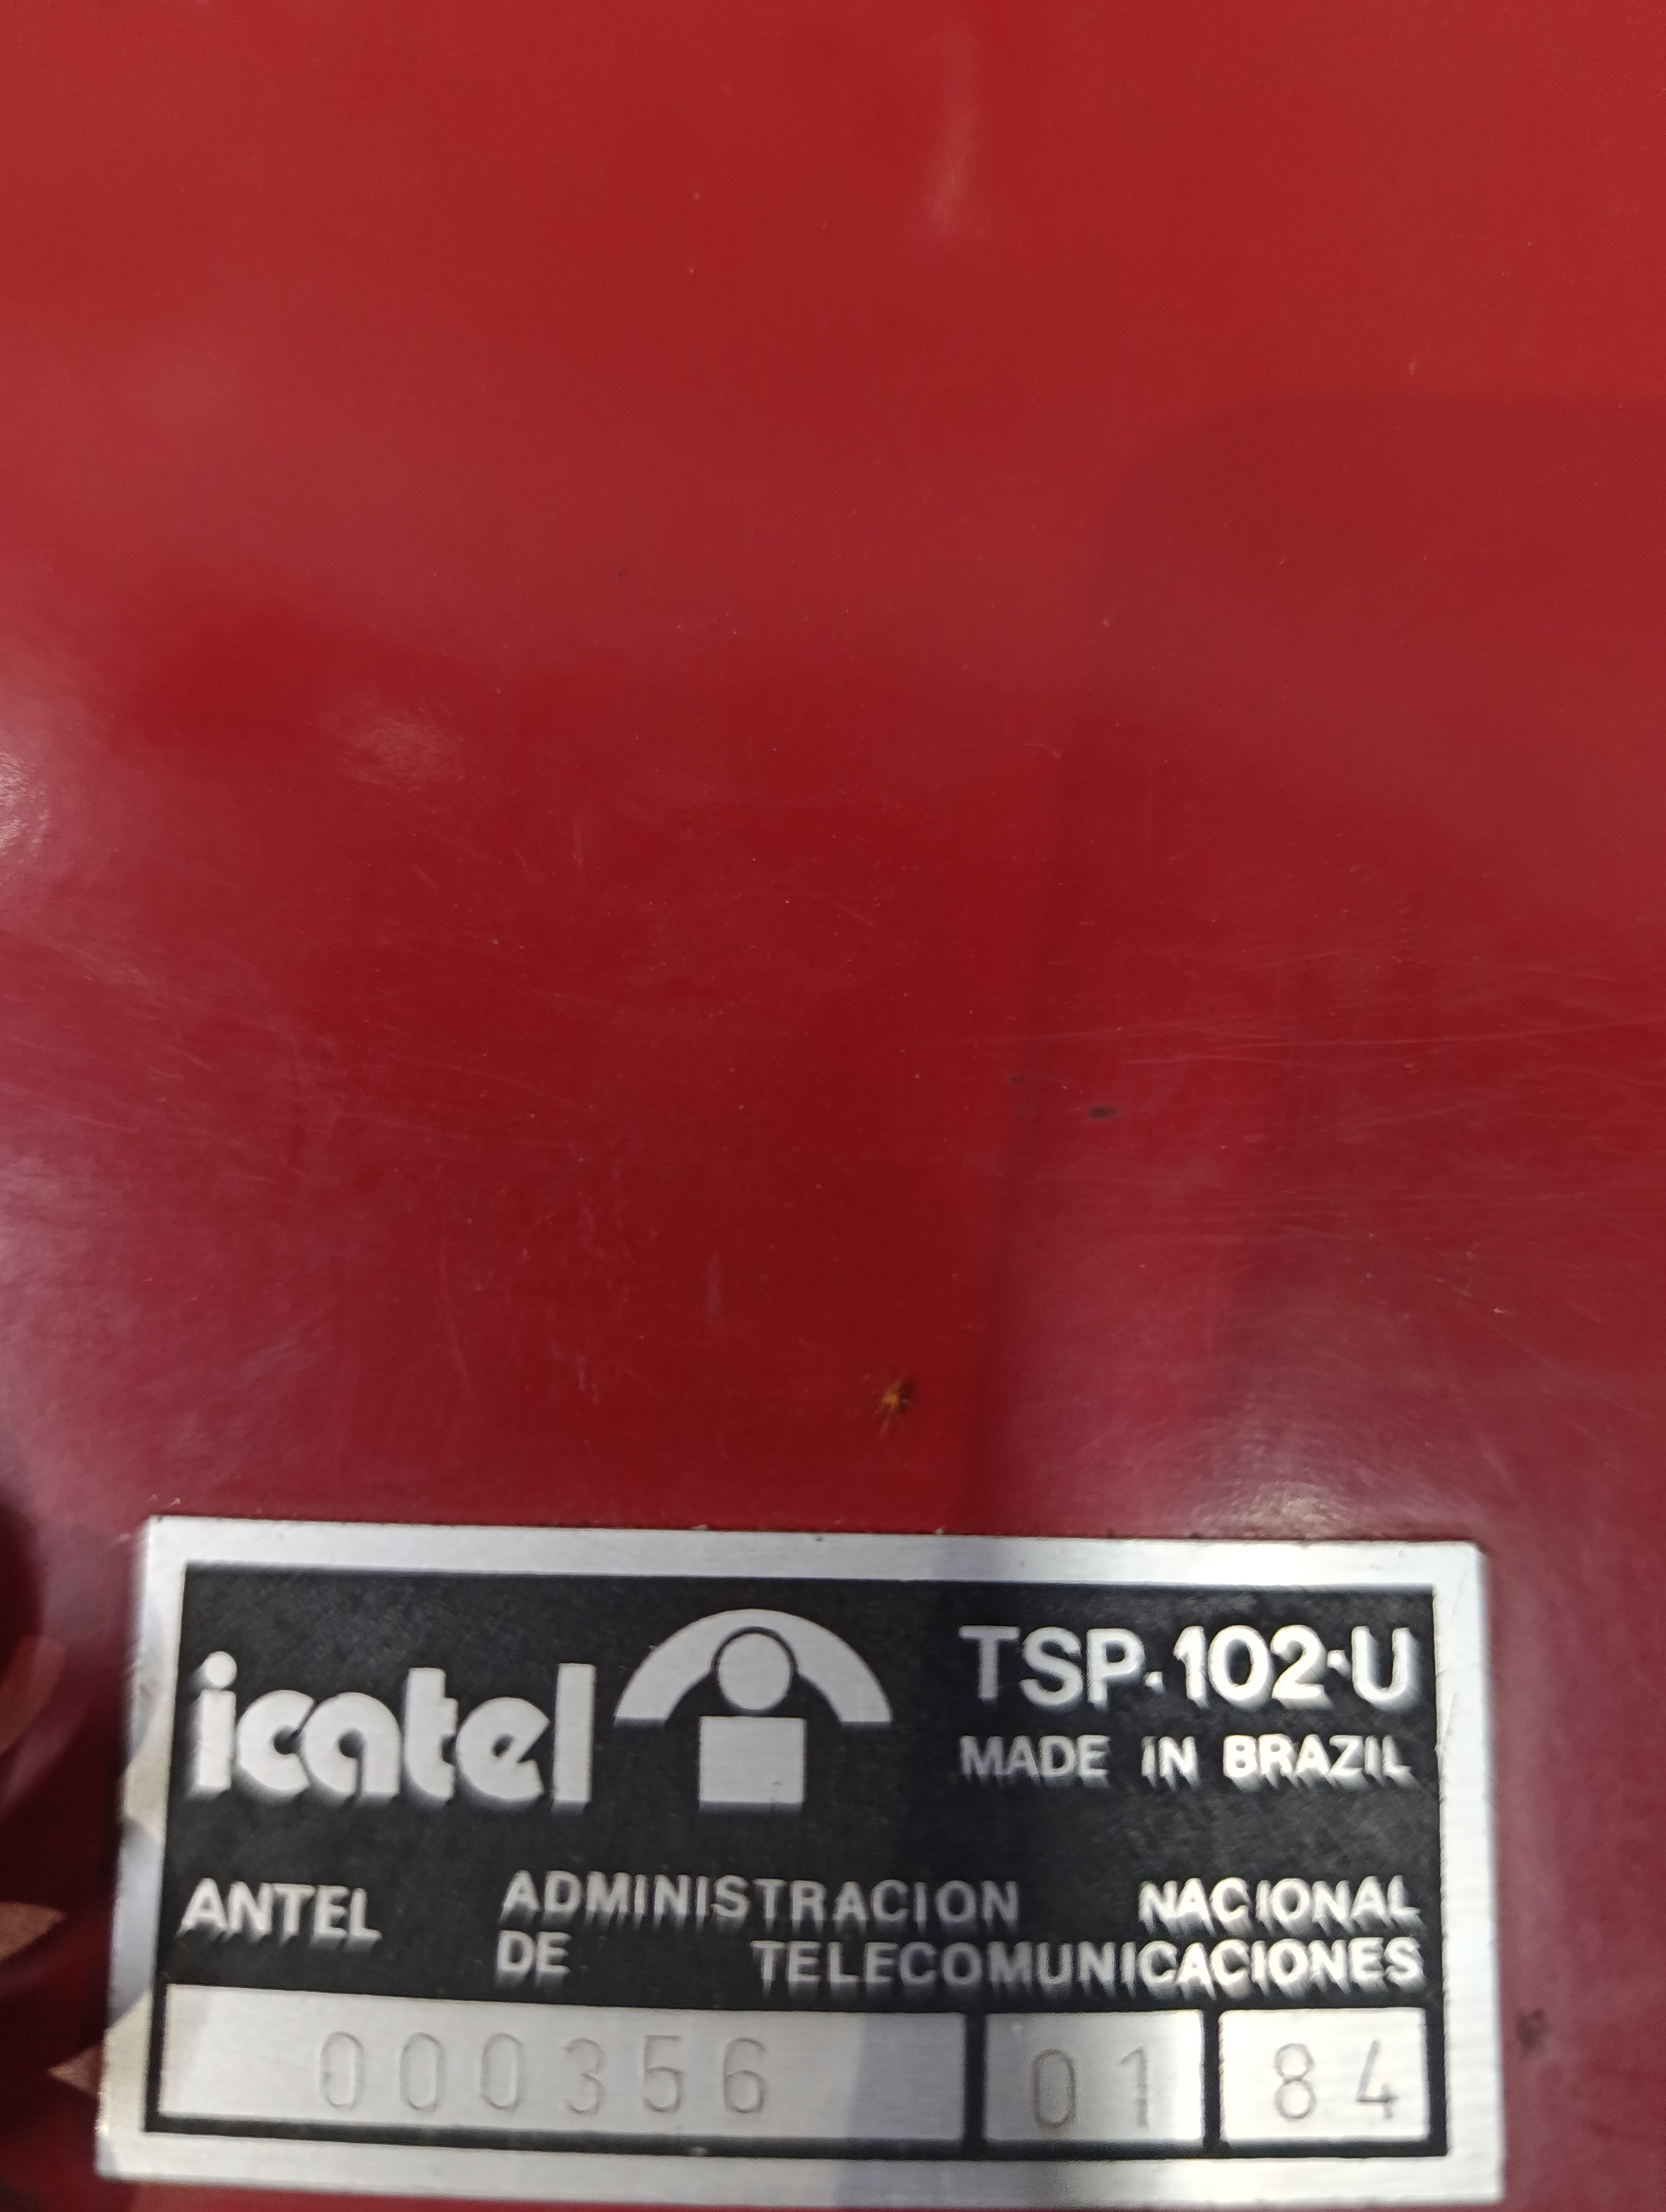 icatel
TSP-102-U
MADE IN BRAZIL
ANTEL ADMINISTRACION NACIONAL
DE TELECOMUNICACIONES
000356 01 84